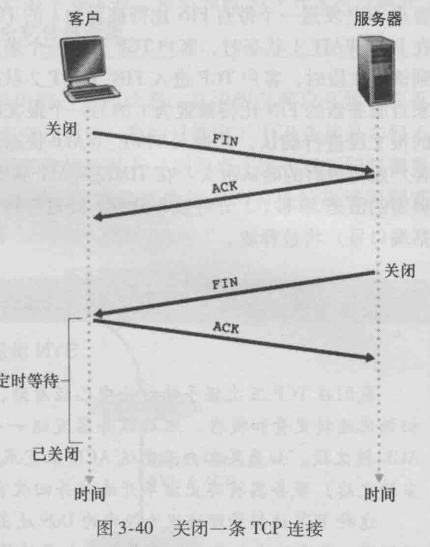 客户
服务器
关闭
FIN
ACK
关闭
FIN
ACK
定时等待
已关闭
时间
时间
图 3-40 关闭一条 TCP 连接